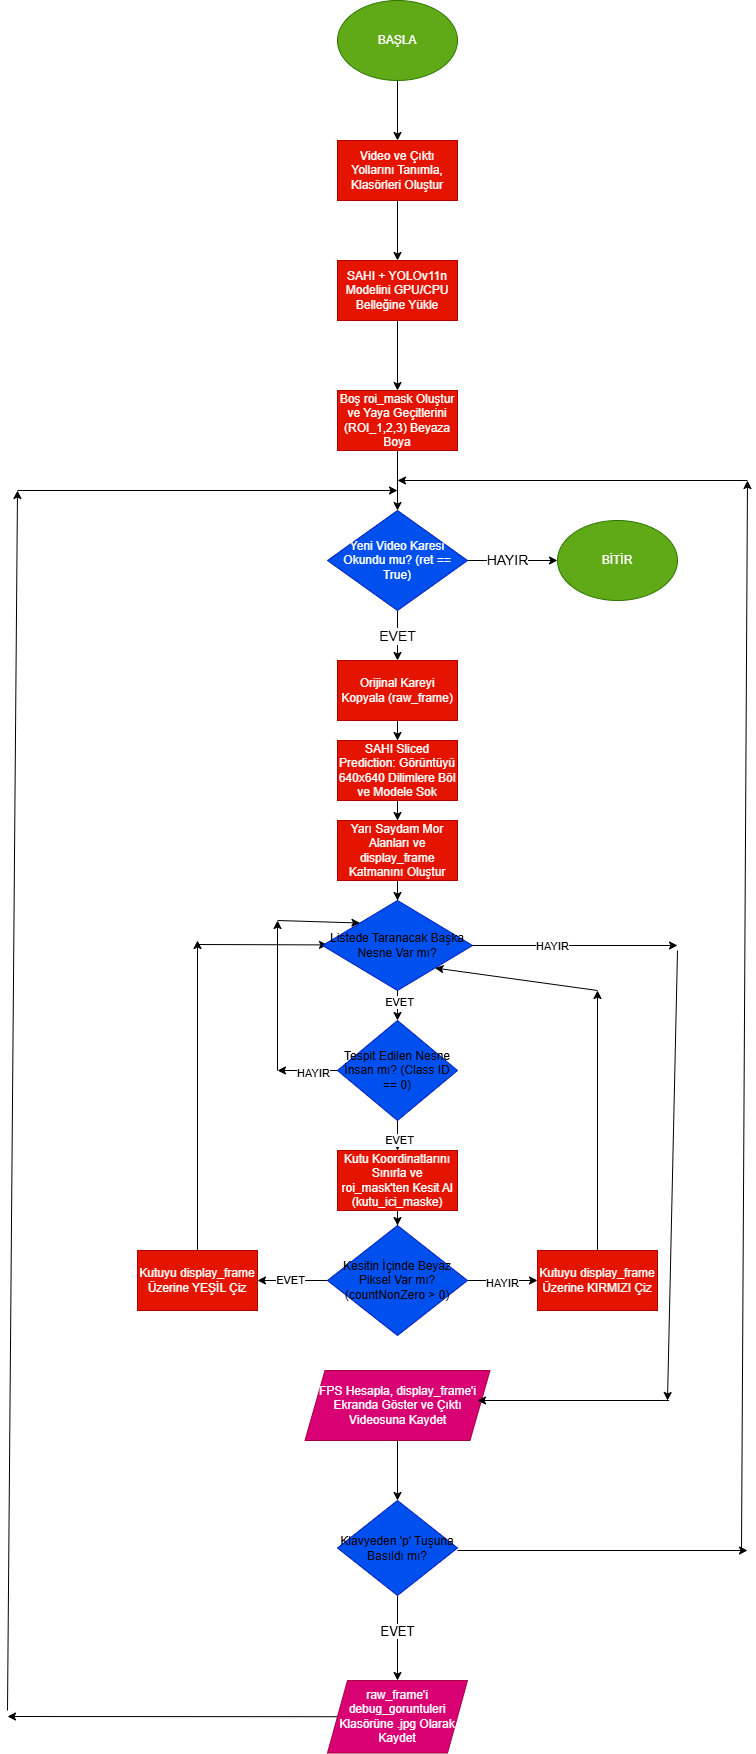 BAŞLA
Video ve Çıktı
Yollarını Tanımla,
Klasörleri Oluştur
SAHI + YOLOv11n
Modelini GPU/CPU
Belleğine Yükle
Boş roi_mask Oluştur
ve Yaya Geçitlerini
(ROI_1,2,3) Beyaza
Boya
Yeni Video Karesi
Okundu mu? (ret ==
True)
HAYIR
BİTİR
EVET
Orijinal Kareyi
Kopyala (raw_frame)
SAHI Sliced
Prediction: Görüntüyü
640x640 Dilimlere Böl
ve Modele Sok
Yarı Saydam Mor
Alanları ve
display_frame
Katmanını Oluştur
Listede Taranacak Başka
Nesne Var mı?
HAYIR
EVET
Tespit Edilen Nesne
İnsan mı? (Class ID
== 0)
HAYIR
EVET
Kutu Koordinatlarını
Sınırla ve
roi_mask'ten Kesit Al
(kutu_ici_maske)
Kesitin İçinde Beyaz
Piksel Var mı?
(countNonZero > 0)
EVET
HAYIR
Kutuyu display_frame
Üzerine YEŞİL Çiz
Kutuyu display_frame
Üzerine KIRMIZI Çiz
FPS Hesapla, display_frame'i
Ekranda Göster ve Çıktı
Videosuna Kaydet
Klavyeden 'p' Tuşuna
Basıldı mı?
EVET
raw_frame'i
debug_goruntuleri
Klasörüne .jpg Olarak
Kaydet